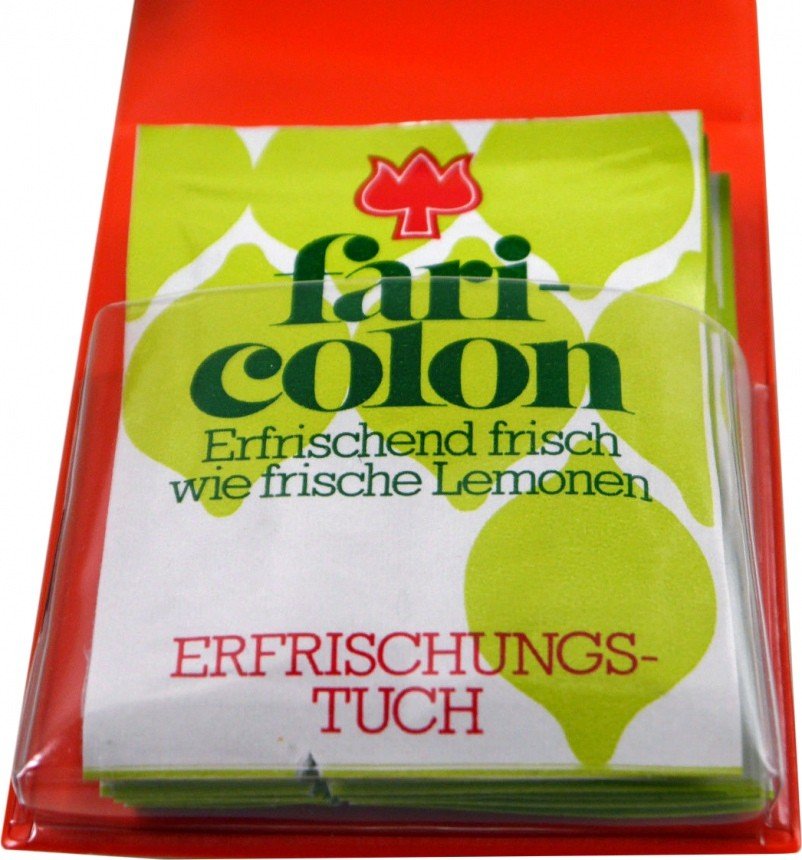 fari-
colon
Erfrischend frisch
wie frische Lemonen
ERFRISCHUNGS-
TUCH